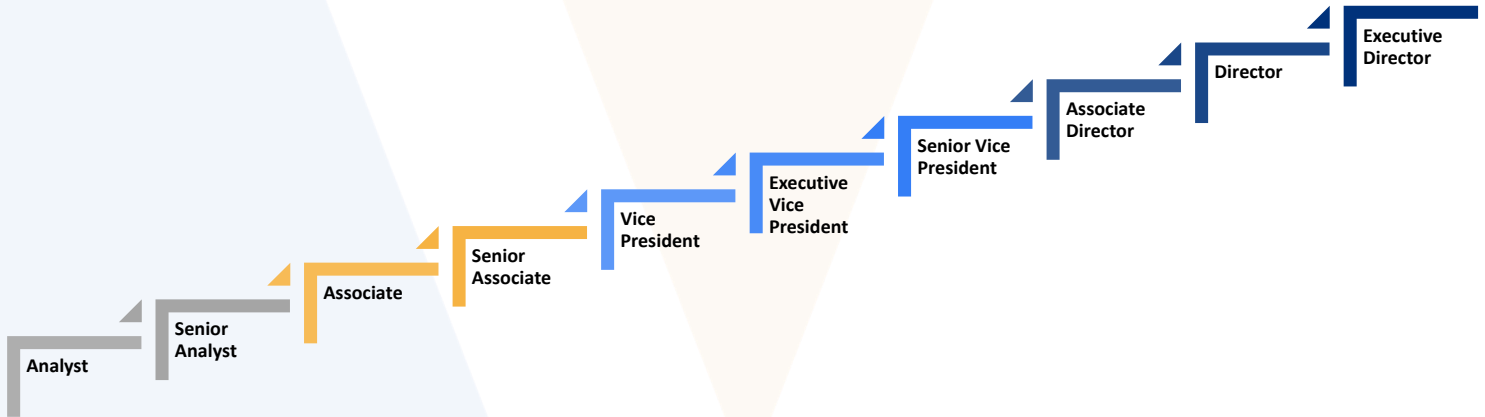 Analyst
Senior
Analyst
Associate
Senior
Associate
Vice
President
Executive
Vice
President
Senior Vice
President
Associate
Director
Director
Executive
Director